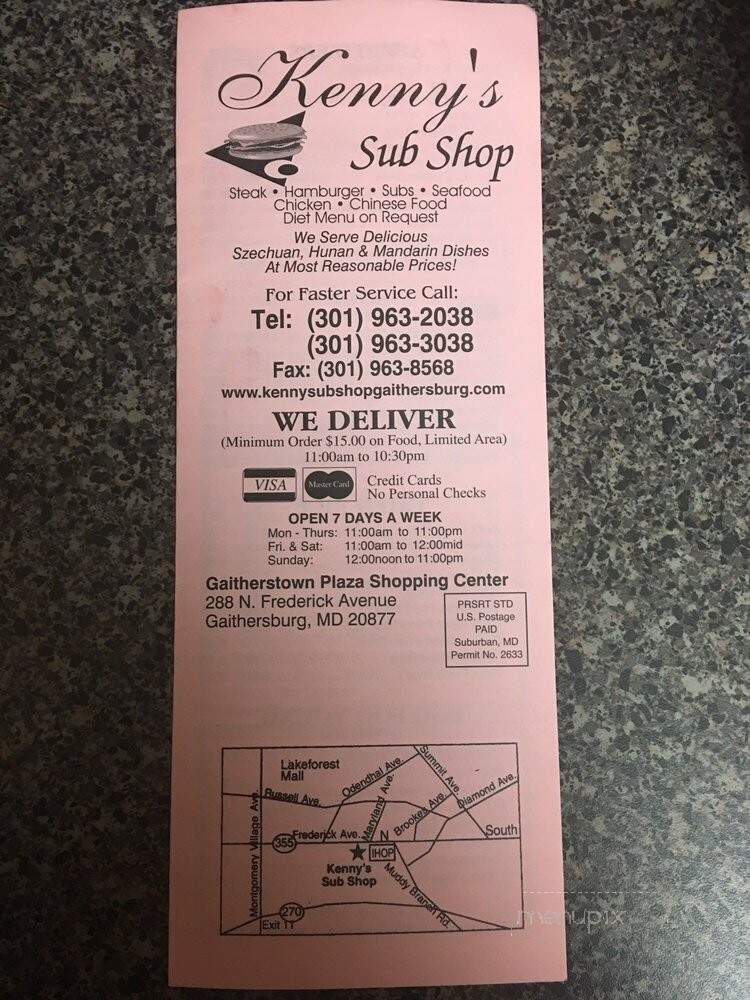 Kenny's
Sub Shop
Steak • Hamburger • Subs • Seafood
Chicken • Chinese Food
Diet Menu on Request
We Serve Delicious
Szechuan, Hunan & Mandarin Dishes
At Most Reasonable Prices!
For Faster Service Call:
Tel: (301) 963-2038
(301) 963-3038
Fax: (301) 963-8568
www.kennysubshopgaithersburg.com
WE DELIVER
(Minimum Order $15.00 on Food, Limited Area)
11:00am to 10:30pm
VISA
Master Card
Credit Cards
No Personal Checks
OPEN 7 DAYS A WEEK
Mon - Thurs: 11:00am to 11:00pm
Fri. & Sat: 11:00am to 12:00mid
Sunday: 12:00noon to 11:00pm
Gaitherstown Plaza Shopping Center
288 N. Frederick Avenue
Gaithersburg, MD 20877
PRSRT STD
U.S. Postage
PAID
Suburban, MD
Permit No. 2633
Lakeforest
Mall
Russell Ave.
Odendhal Ave.
Summit Ave.
Maryland Ave.
Brookes Ave.
Diamond Ave.
Montgomery Village Ave.
355
Frederick Ave.
N
South
IHOP
Kenny's
Sub Shop
Muddy Branch Rd.
270
Exit 11
menupix